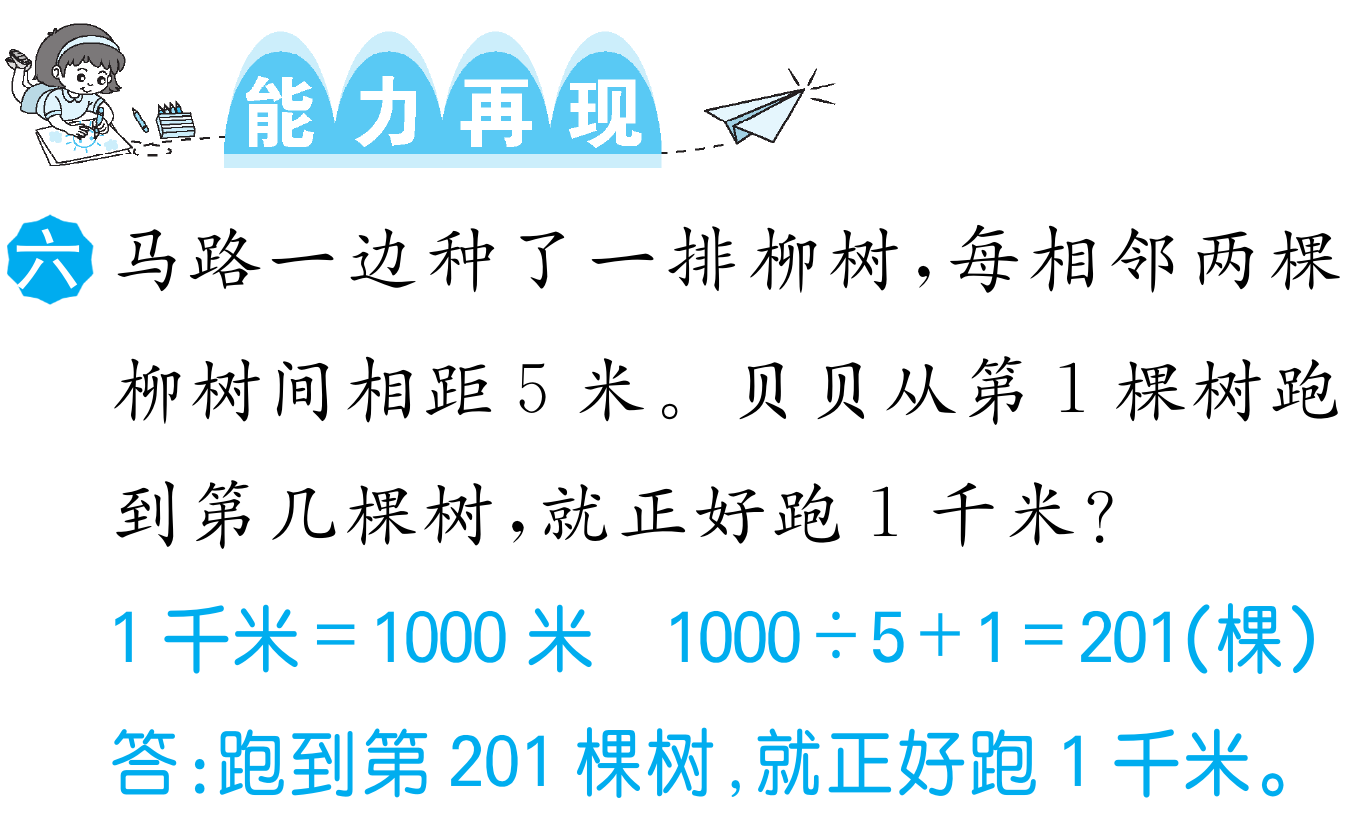 能力再现
六 马路一边种了一排柳树,每相邻两棵
柳树间相距5米。贝贝从第1棵树跑
到第几棵树,就正好跑1千米?
1千米=1000米 1000÷5+1=201(棵)
答:跑到第201棵树,就正好跑1千米。